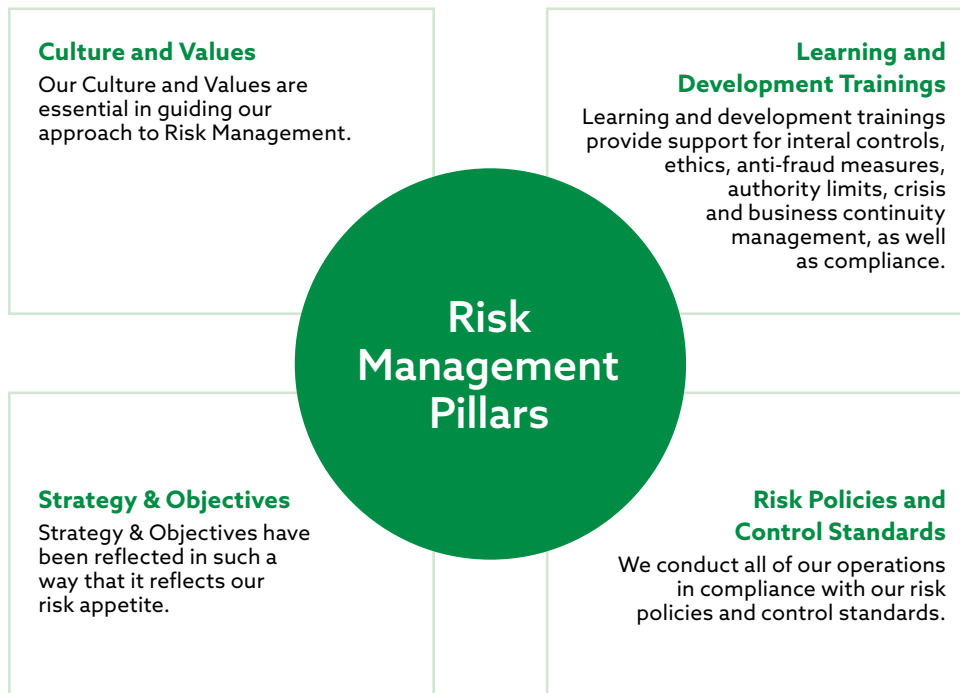 Culture and Values
Our Culture and Values are
essential in guiding our
approach to Risk Management.
Learning and
Development Trainings
Learning and development trainings
provide support for interal controls,
ethics, anti-fraud measures,
authority limits, crisis
and business continuity
management, as well
as compliance.
Risk
Management
Pillars
Strategy & Objectives
Strategy & Objectives have
been reflected in such a
way that it reflects our
risk appetite.
Risk Policies and
Control Standards
We conduct all of our operations
in compliance with our risk
policies and control standards.